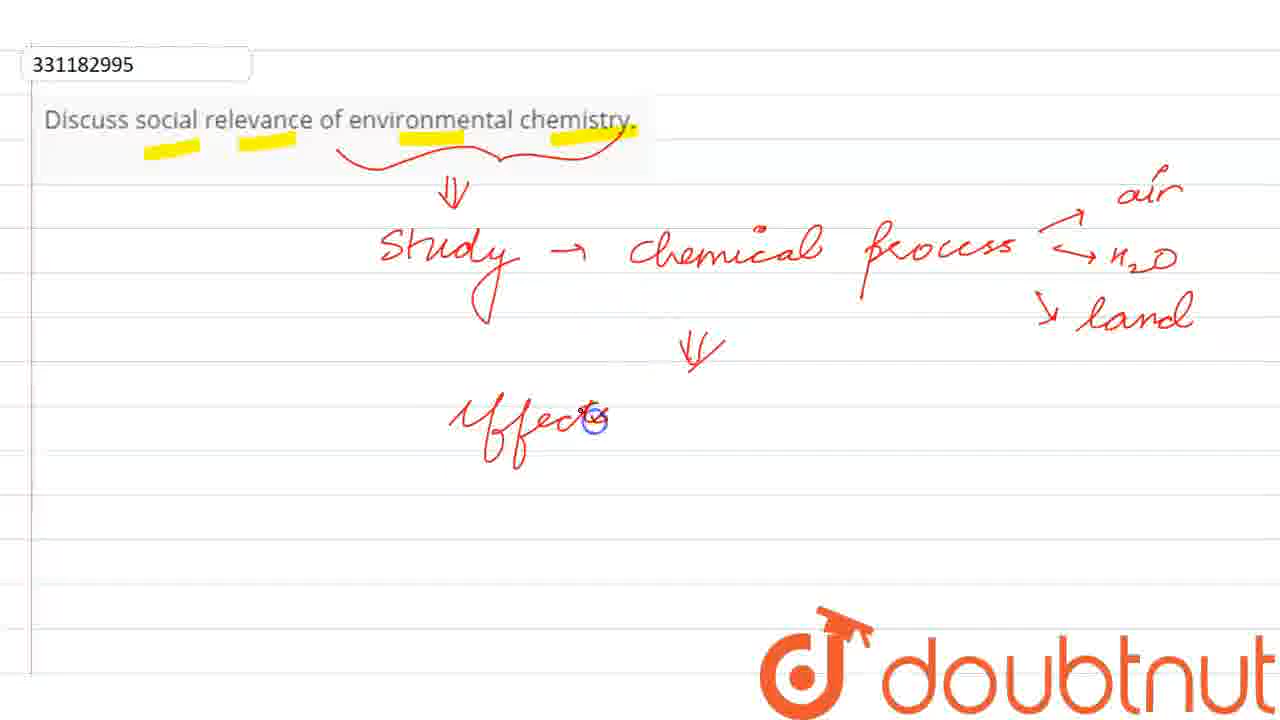 331182995
Discuss social relevance of environmental chemistry.
air
Study → chemical process
H₂O
land
effects
doubtnut